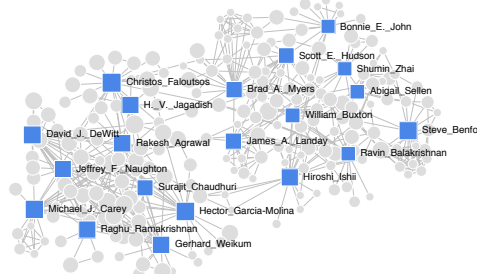 Bonnie_E._John
Scott_E._Hudson
Shumin_Zhai
Christos_Faloutsos
Brad_A._Myers
Abigail_Sellen
H._V._Jagadish
William_Buxton
David_J._DeWitt
Rakesh_Agrawal
James_A._Landay
Steve_Benfo
Ravin_Balakrishnan
Jeffrey_F._Naughton
Hiroshi_Ishii
Surajit_Chaudhuri
Michael_J._Carey
Hector_Garcia-Molina
Raghu_Ramakrishnan
Gerhard_Weikum